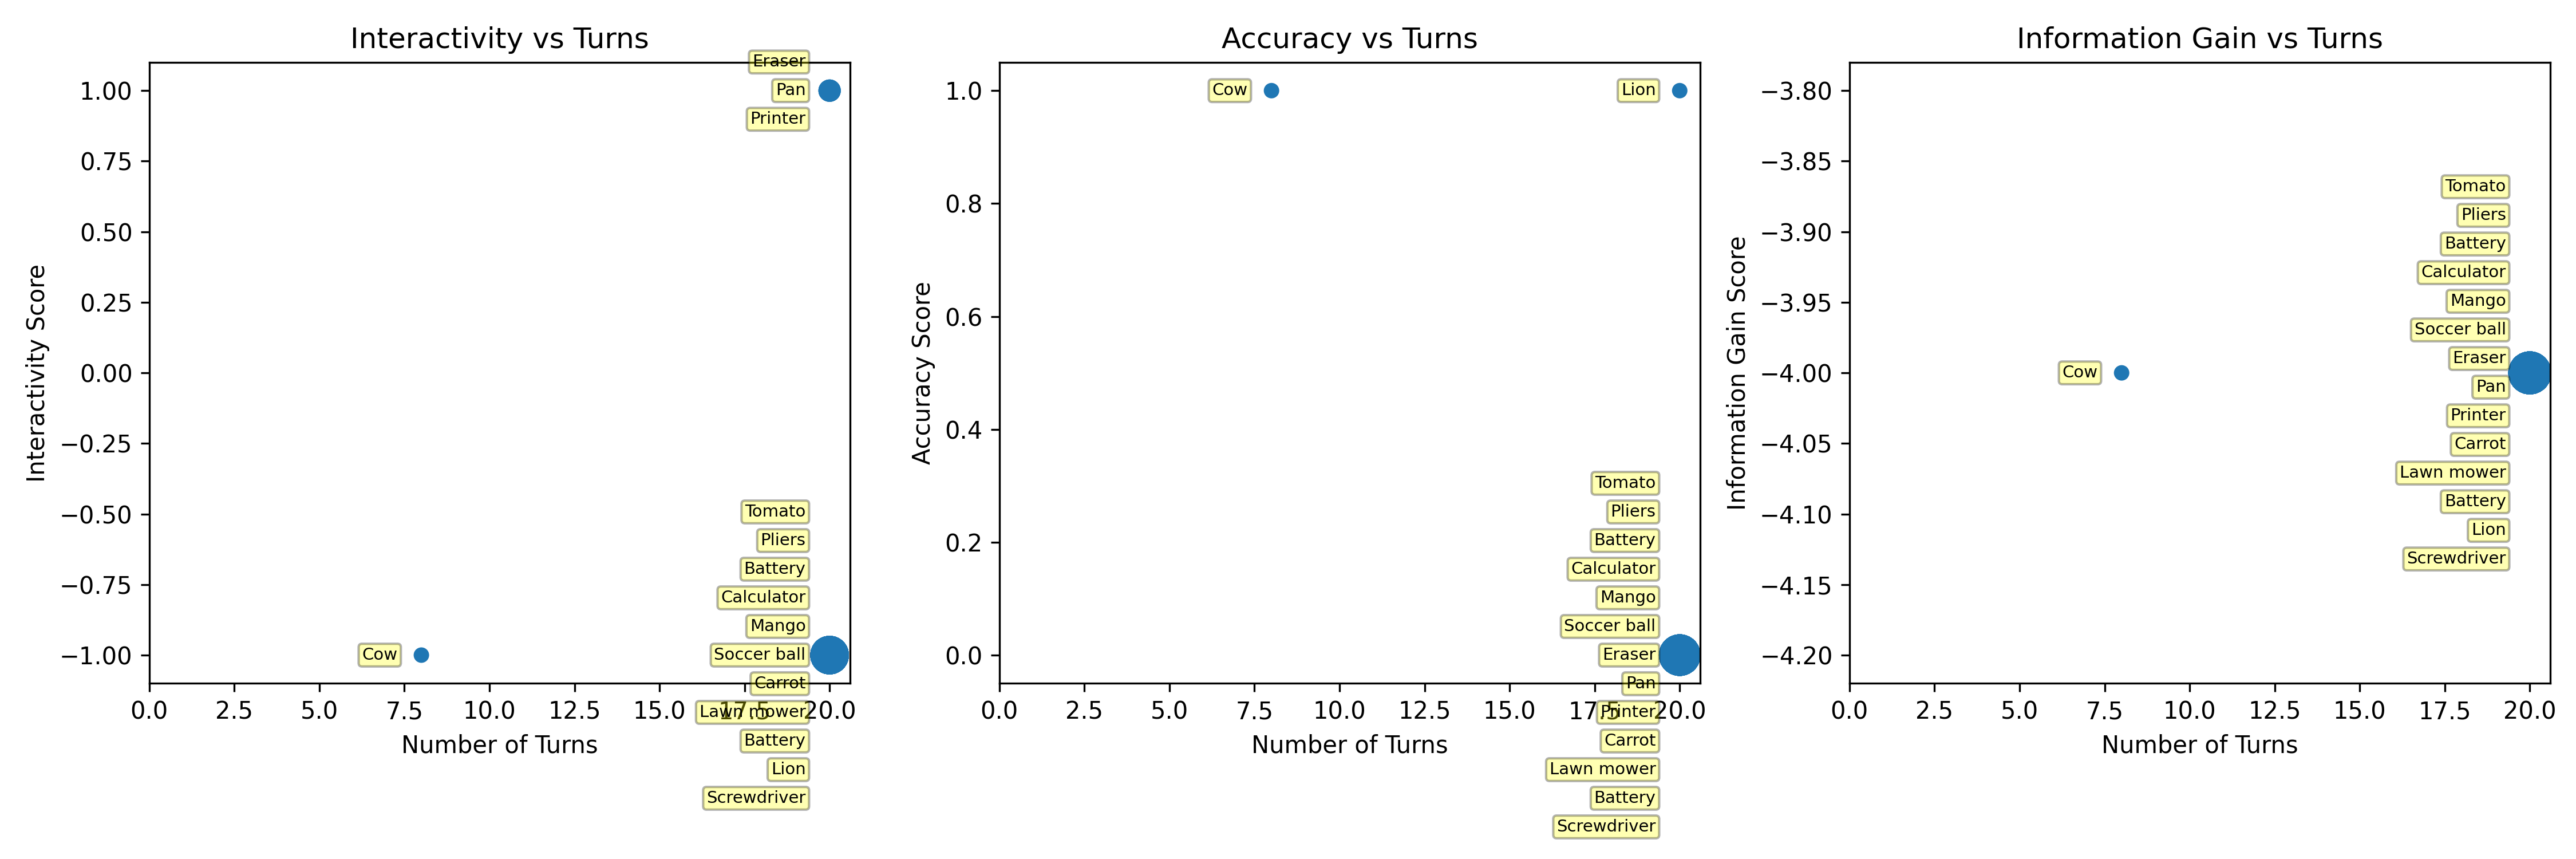 Interactivity vs Turns
Interactivity Score
1.00
0.75
0.50
0.25
0.00
−0.25
−0.50
−0.75
−1.00
Eraser
Pan
Printer
Tomato
Pliers
Battery
Calculator
Mango
Cow
Soccer ball
Carrot
Lawn mower
Battery
Lion
Screwdriver
0.0 2.5 5.0 7.5 10.0 12.5 15.0 17.5 20.0
Number of Turns
Accuracy vs Turns
Accuracy Score
1.0
0.8
0.6
0.4
0.2
0.0
Cow
Lion
Tomato
Pliers
Battery
Calculator
Mango
Soccer ball
Eraser
Pan
Printer
Carrot
Lawn mower
Battery
Screwdriver
0.0 2.5 5.0 7.5 10.0 12.5 15.0 17.5 20.0
Number of Turns
Information Gain vs Turns
Information Gain Score
−3.80
−3.85
−3.90
−3.95
−4.00
−4.05
−4.10
−4.15
−4.20
Tomato
Pliers
Battery
Calculator
Mango
Soccer ball
Eraser
Cow
Pan
Printer
Carrot
Lawn mower
Battery
Lion
Screwdriver
0.0 2.5 5.0 7.5 10.0 12.5 15.0 17.5 20.0
Number of Turns